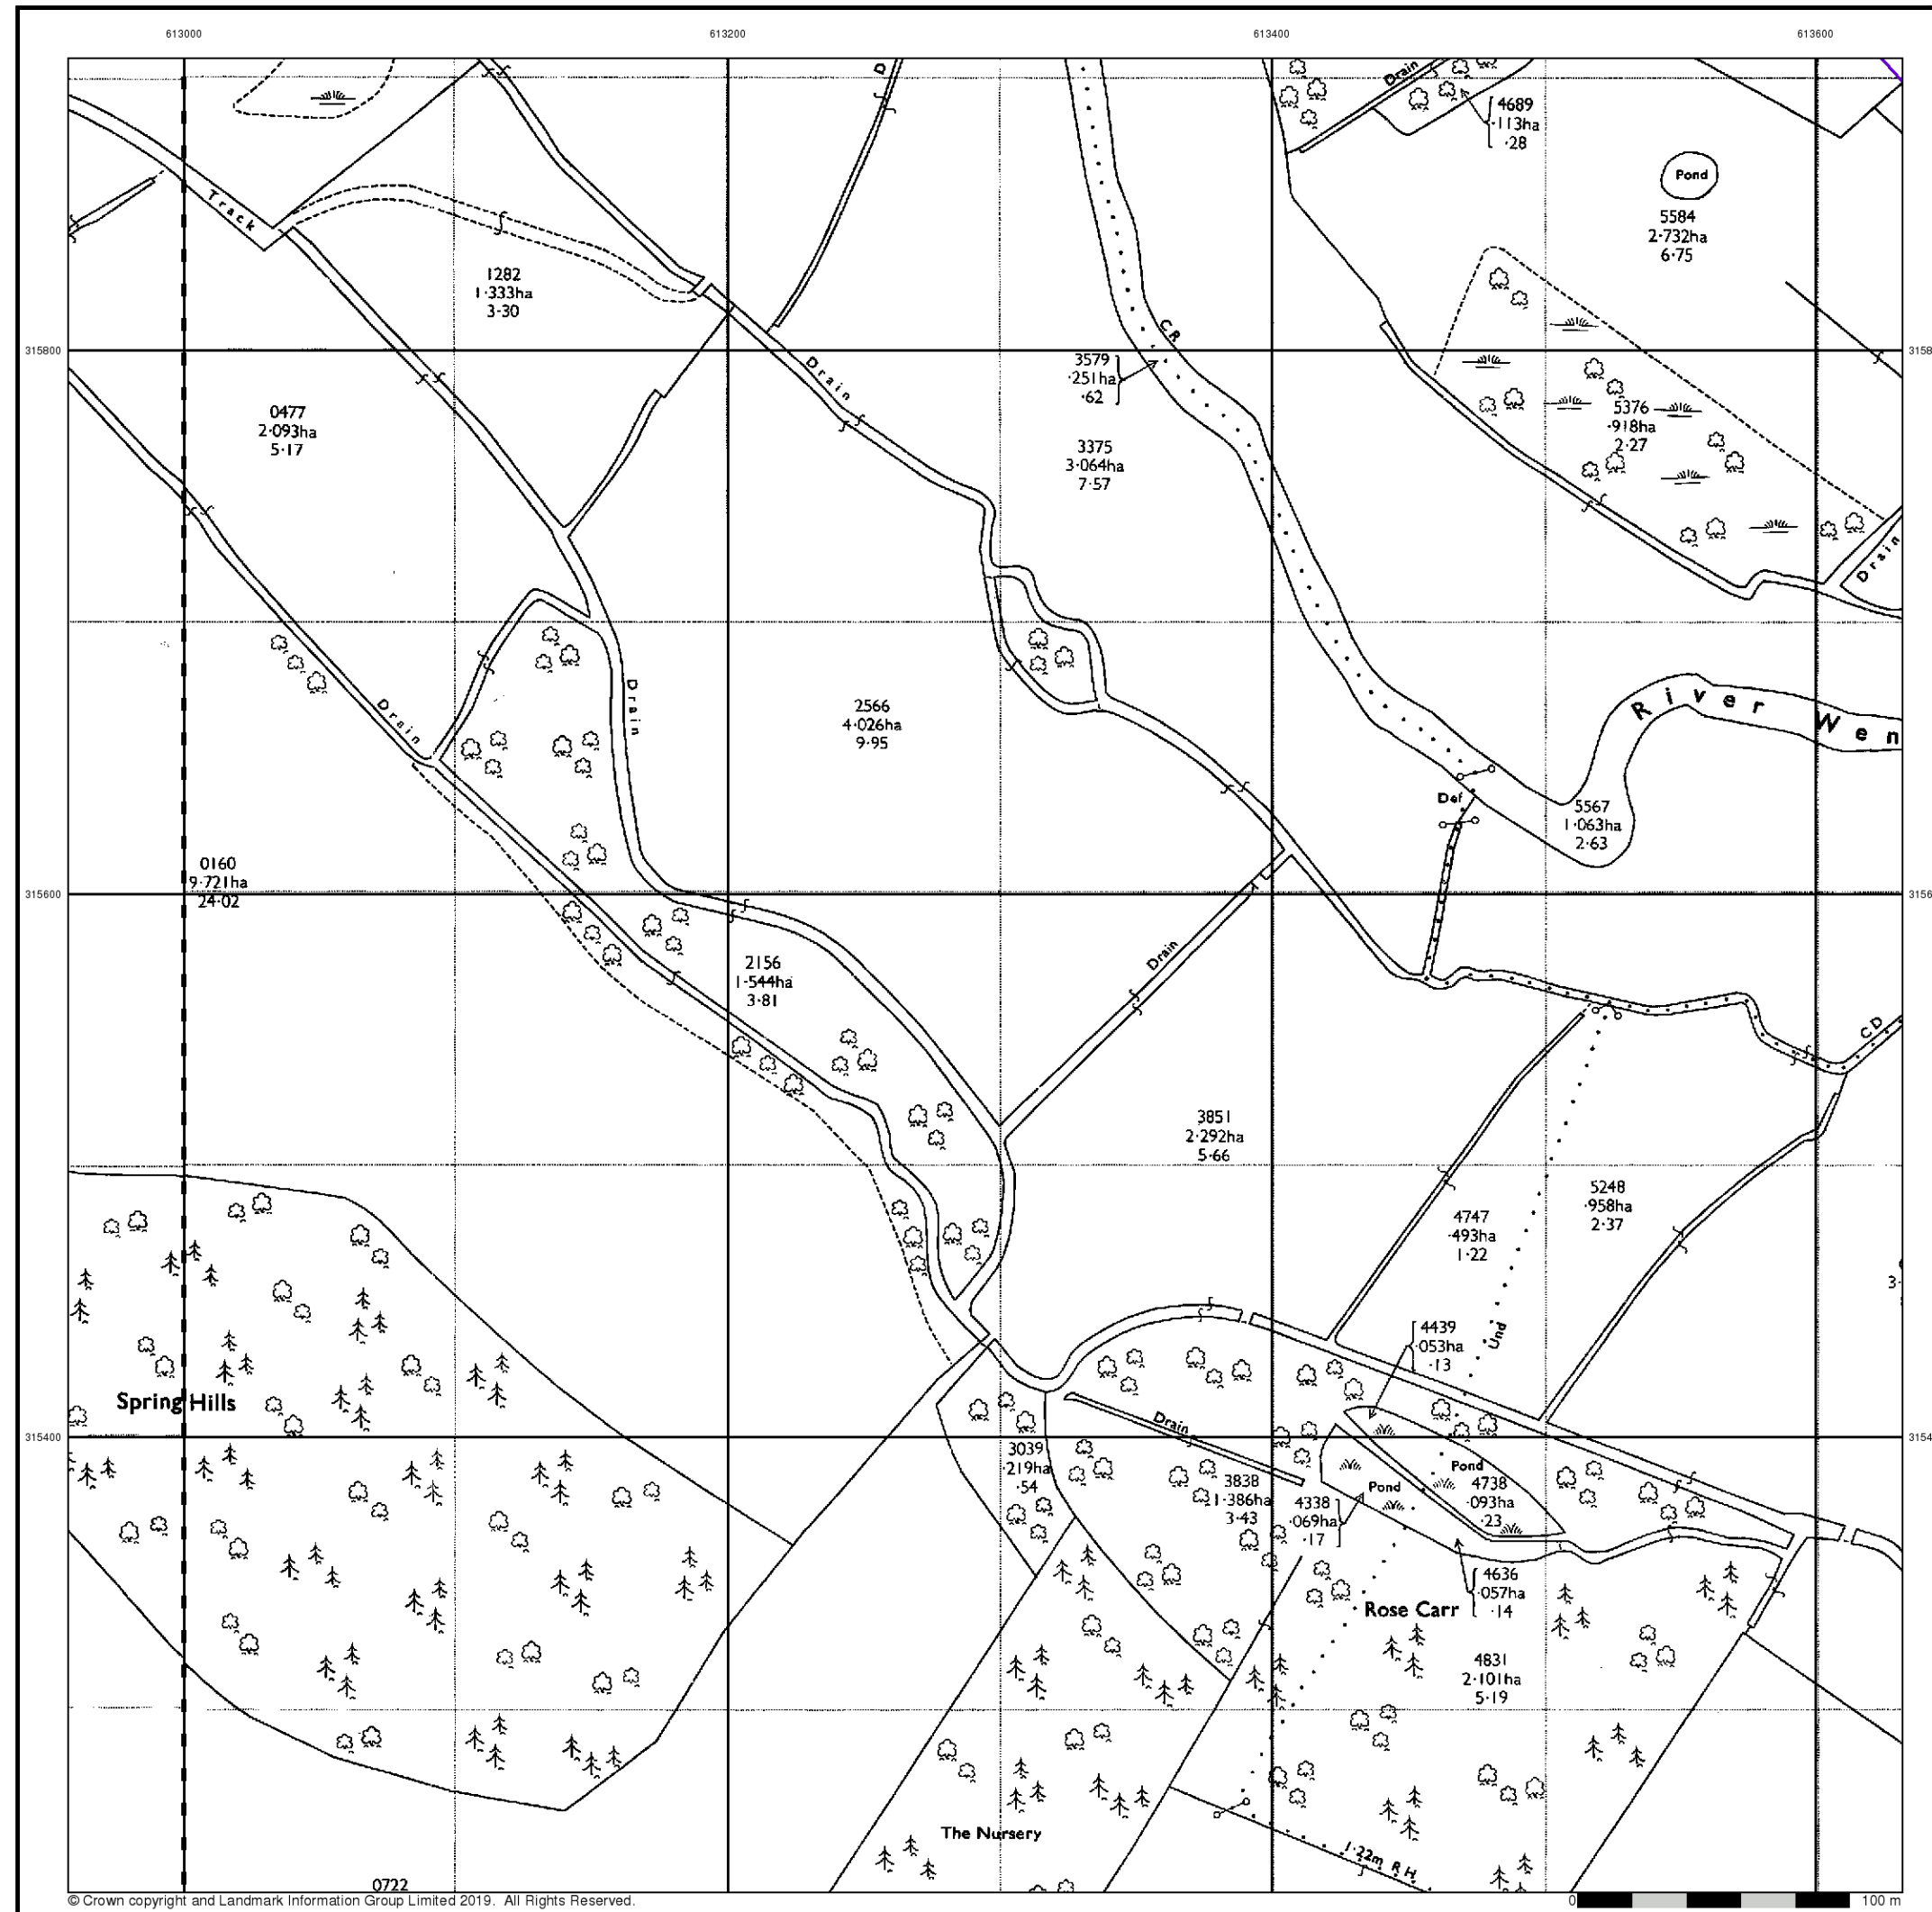 613000
613200
613400
613600
Drain
4689
·113ha
·28
D
Pond
5584
2·732ha
6·75
Track
1282
1·333ha
3·30
315800
3158
CR
3579
·251ha
·62
Drain
0477
2·093ha
5·17
5376
·918ha
2·27
3375
3·064ha
7·57
Drain
Drain
Drain
River Wen
2566
4·026ha
9·95
Def
5567
1·063ha
2·63
0160
9·721ha
24·02
315600
3156
Drain
2156
1·544ha
3·81
CD
3851
2·292ha
5·66
5248
·958ha
2·37
4747
·493ha
1·22
3·
Und
4439
·053ha
·13
Spring Hills
Drain
315400
3154
3039
·219ha
·54
Pond
Pond
4738
·093ha
·23
3838
1·386ha
3·43
4338
·069ha
·17
4636
·057ha
·14
Rose Carr
4831
2·101ha
5·19
The Nursery
1·22m RH
0722
© Crown copyright and Landmark Information Group Limited 2019. All Rights Reserved.
0
100 m